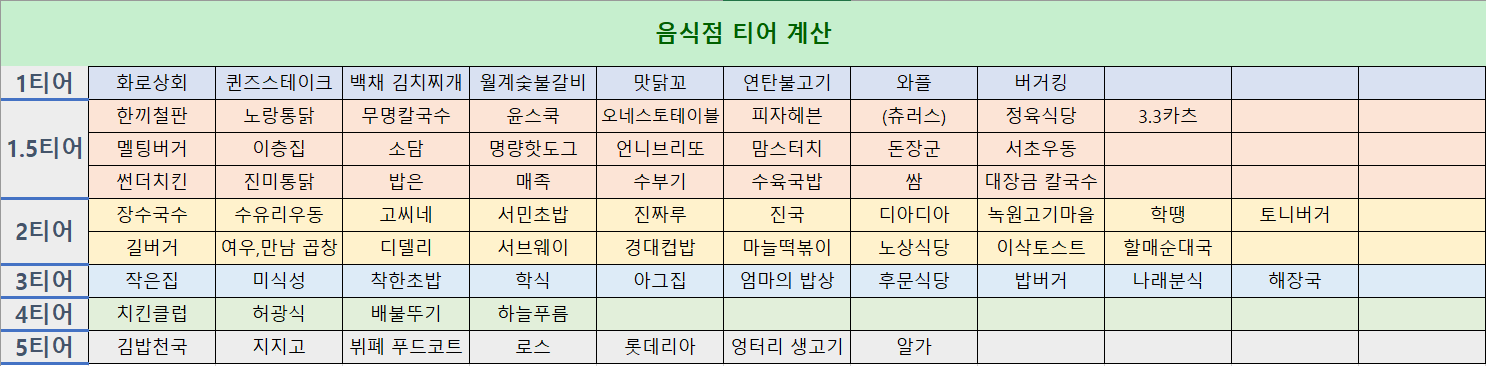 음식점 티어 계산
1티어 화로상회 퀸즈스테이크 백채 김치찌개 월계숯불갈비 맛닭꼬 연탄불고기 와플 버거킹
한끼철판 노랑통닭 무명칼국수 윤스쿡 오네스토테이블 피자헤븐 (츄러스) 정육식당 3.3카츠
1.5티어 멜팅버거 이층집 소담 명량핫도그 언니브리또 맘스터치 돈장군 서초우동
썬더치킨 진미통닭 밥은 매족 수부기 수육국밥 쌈 대장금 칼국수
2티어 장수국수 수유리우동 고씨네 서민초밥 진짜루 진국 디아디아 녹원고기마을 학땡 토니버거
길버거 여우,만남 곱창 디델리 서브웨이 경대컵밥 마늘떡볶이 노상식당 이삭토스트 할매순대국
3티어 작은집 미식성 착한초밥 학식 아그집 엄마의 밥상 후문식당 밥버거 나래분식 해장국
4티어 치킨클럽 허광식 배불뚜기 하늘푸름
5티어 김밥천국 지지고 뷔폐 푸드코트 로스 롯데리아 엉터리 생고기 알가